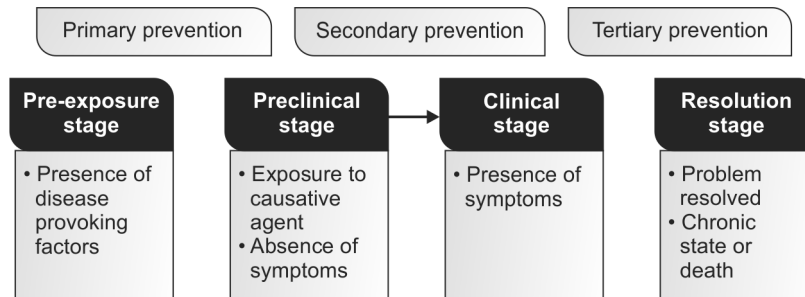 Primary prevention
Secondary prevention
Tertiary prevention
Pre-exposure
stage
• Presence of
disease
provoking
factors
Preclinical
stage
• Exposure to
causative
agent
• Absence of
symptoms
Clinical
stage
• Presence of
symptoms
Resolution
stage
• Problem
resolved
• Chronic
state or
death